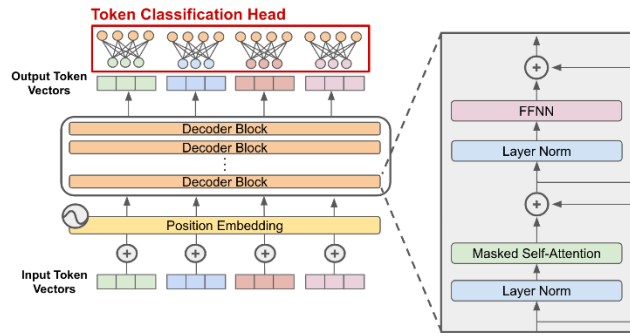 Token Classification Head
Output Token
Vectors
Decoder Block
Decoder Block
⋮
Decoder Block
Position Embedding
Input Token
Vectors
+
+
+
+
+
FFNN
Layer Norm
+
Masked Self-Attention
Layer Norm